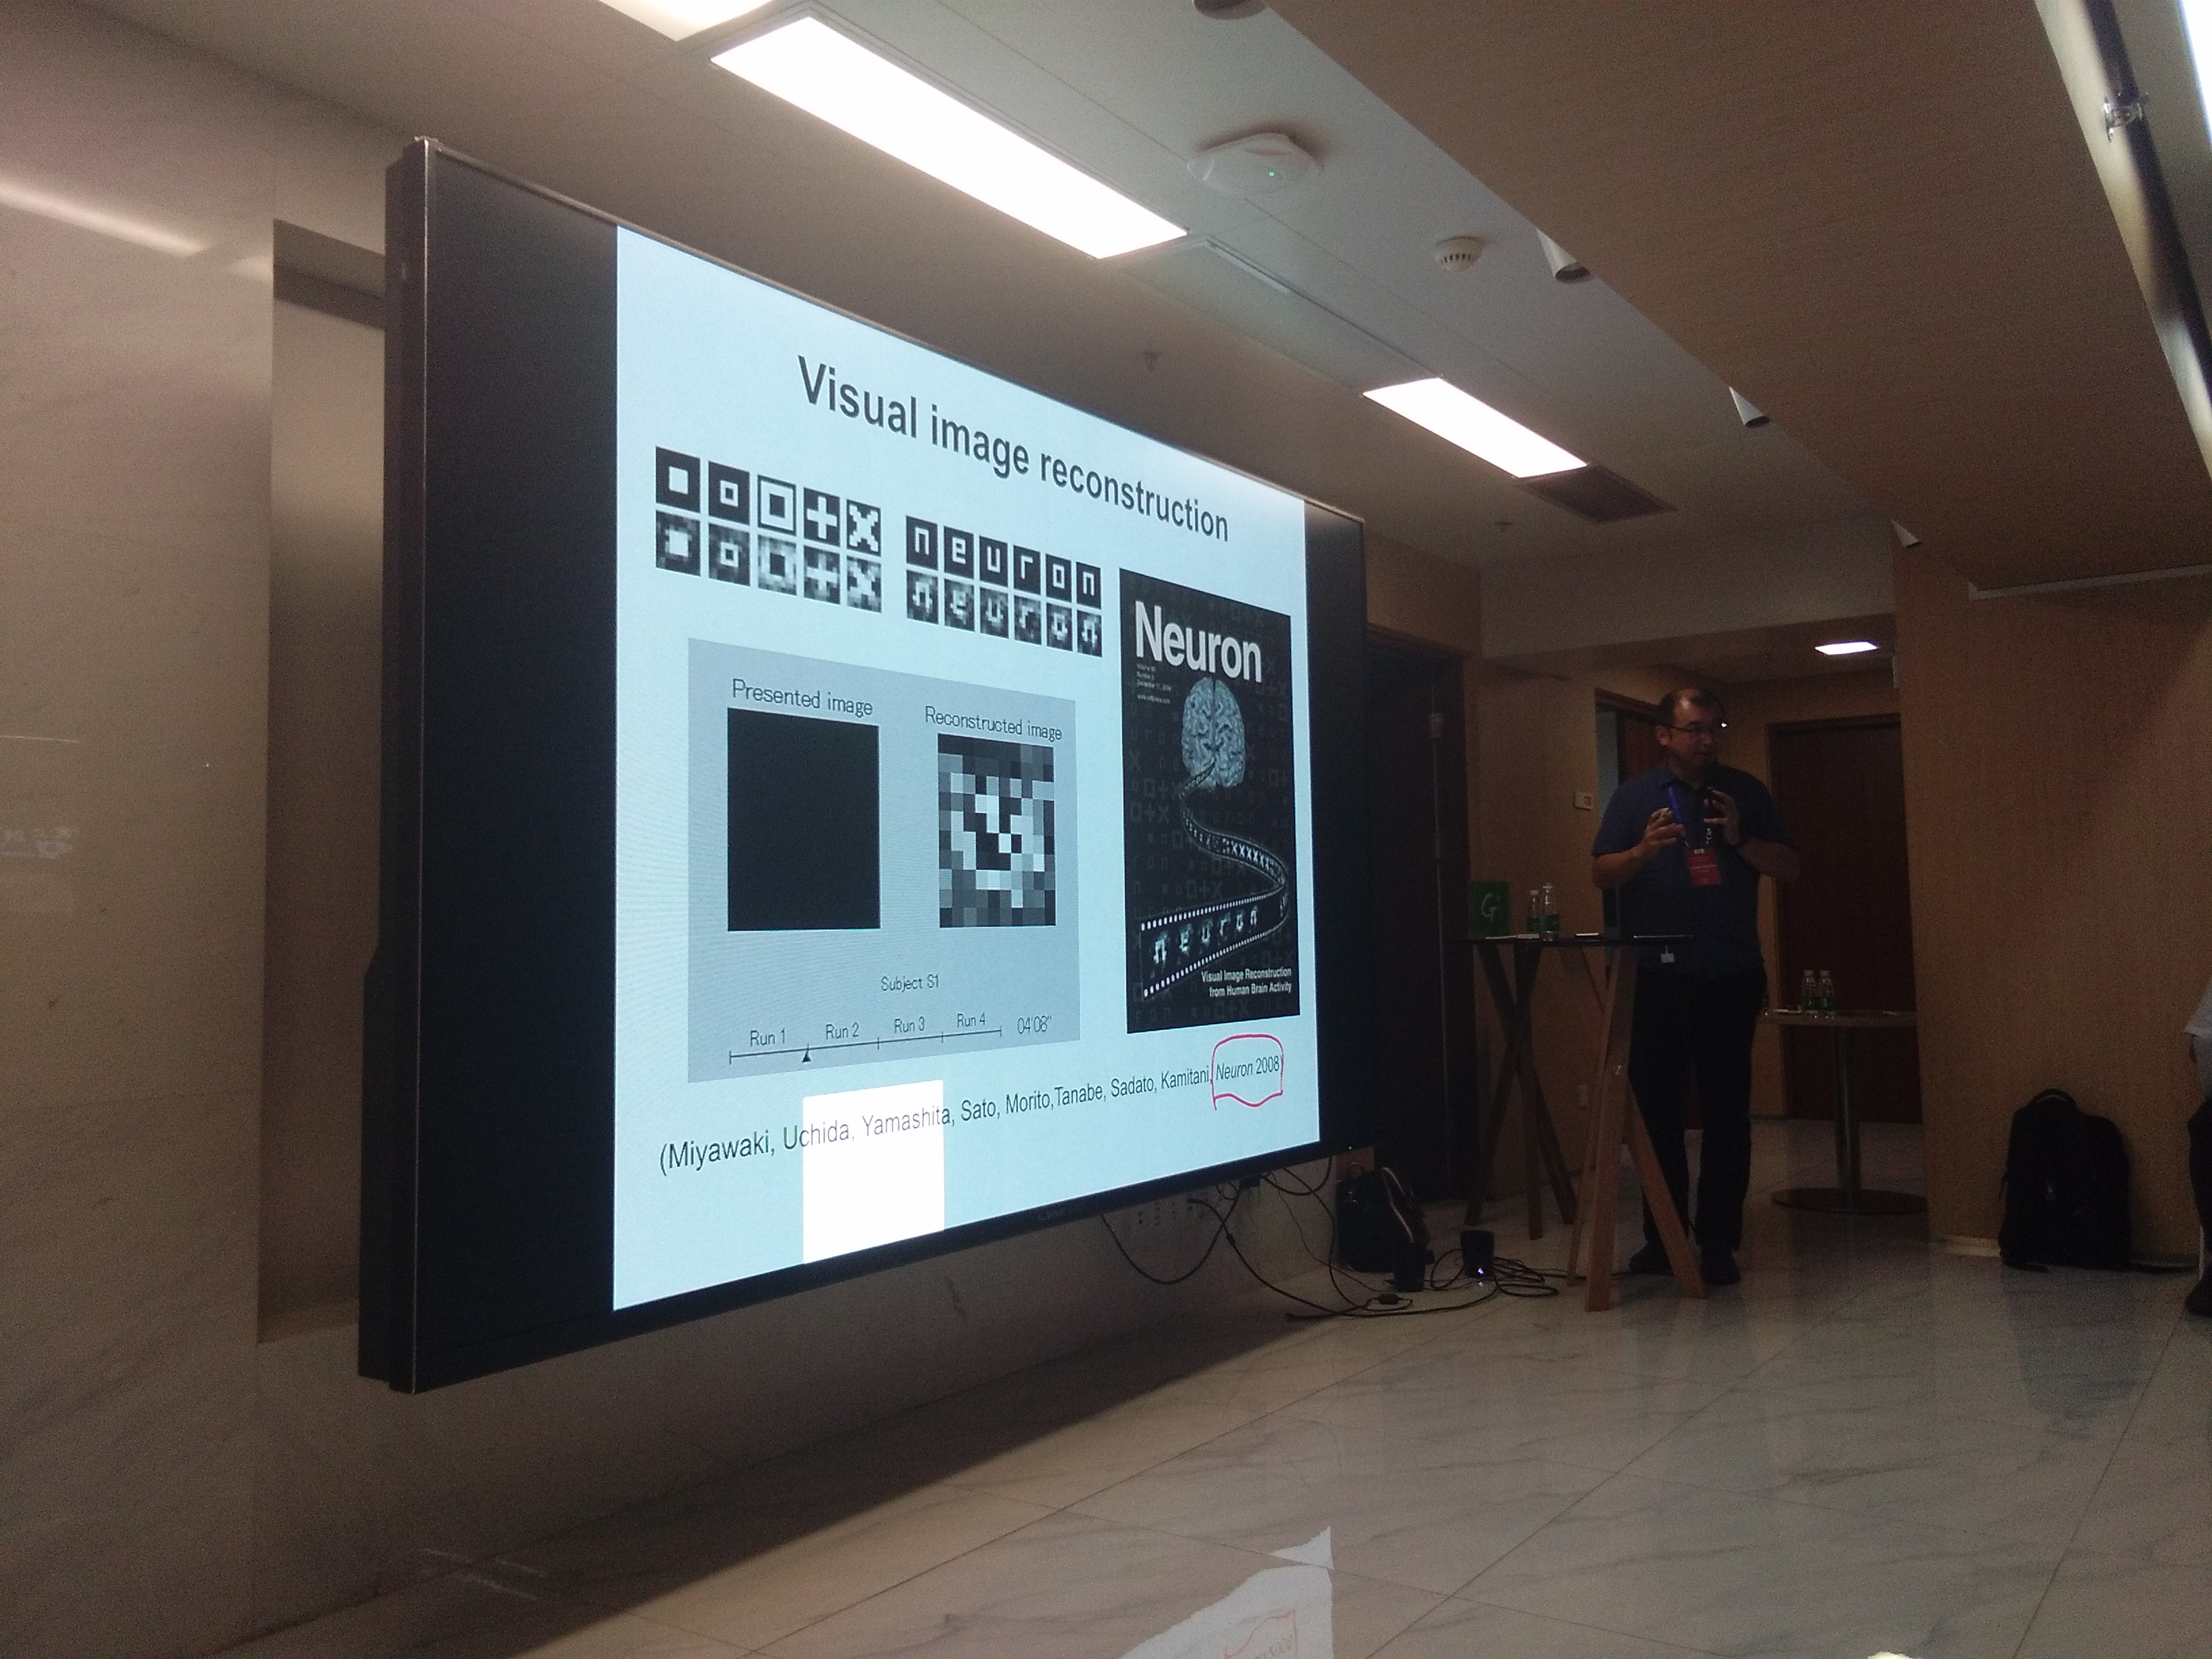 Visual image reconstruction
neuron
neuron
Presented image
Reconstructed image
Subject S1
Run 1
Run 2
Run 3
Run 4
04'08"
Neuron
neuron
Visual Image Reconstruction
from Human Brain Activity
(Miyawaki, Uchida, Yamashita, Sato, Morito,Tanabe, Sadato, Kamitani, Neuron 2008)